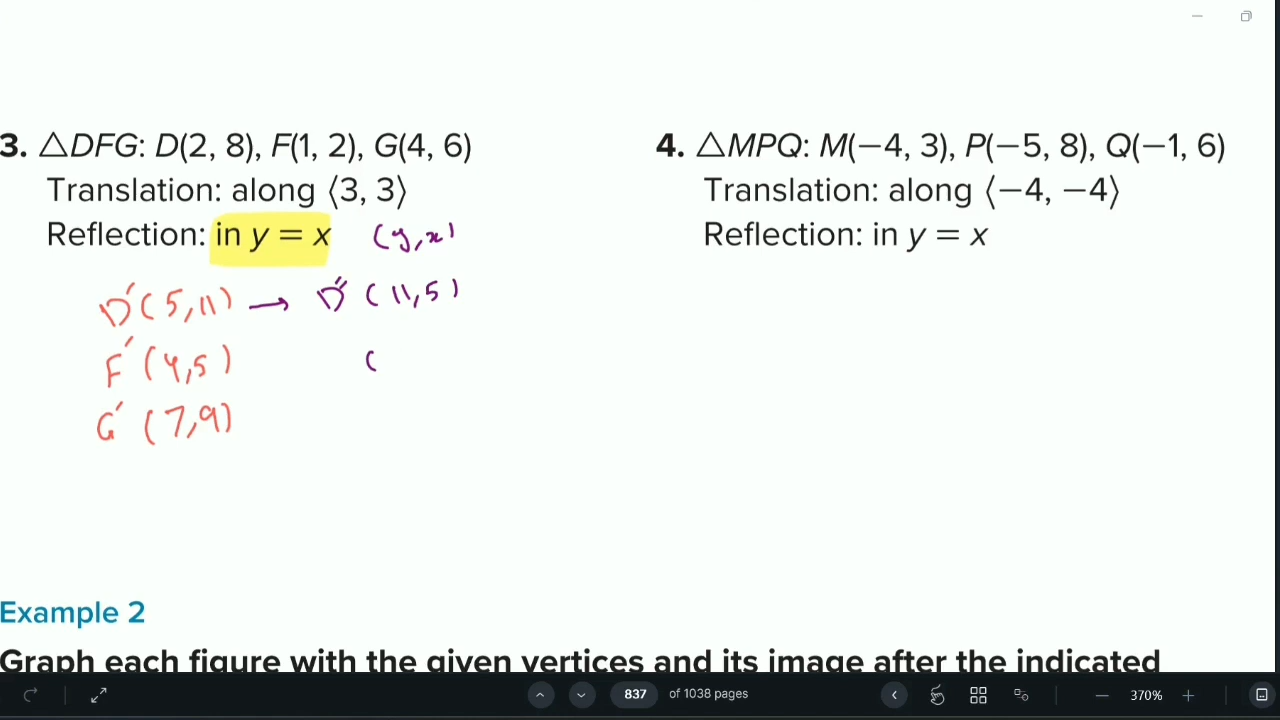 3. △DFG: D(2, 8), F(1, 2), G(4, 6)
Translation: along ⟨3, 3⟩
Reflection: in y = x (y,x)
D′(5,11) → D″(11,5)
F′(4,5) (
G′(7,9)
4. △MPQ: M(−4, 3), P(−5, 8), Q(−1, 6)
Translation: along ⟨−4, −4⟩
Reflection: in y = x
Example 2
Graph each figure with the given vertices and its image after the indicated
837 of 1038 pages
370%